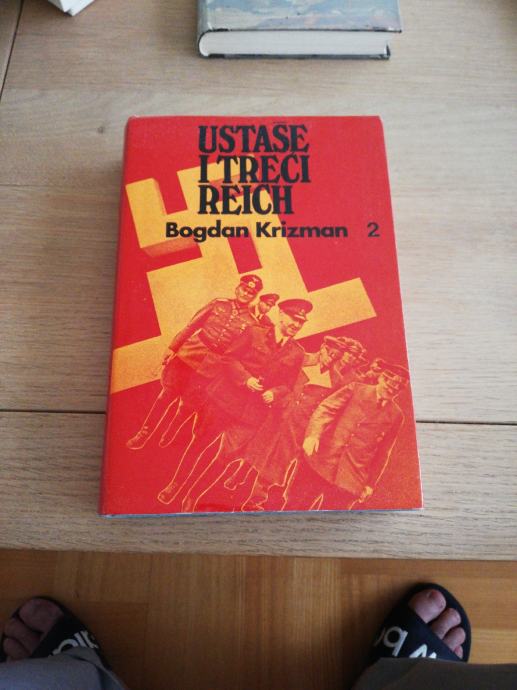 USTAŠE
I TREĆI
REICH
Bogdan Krizman 2